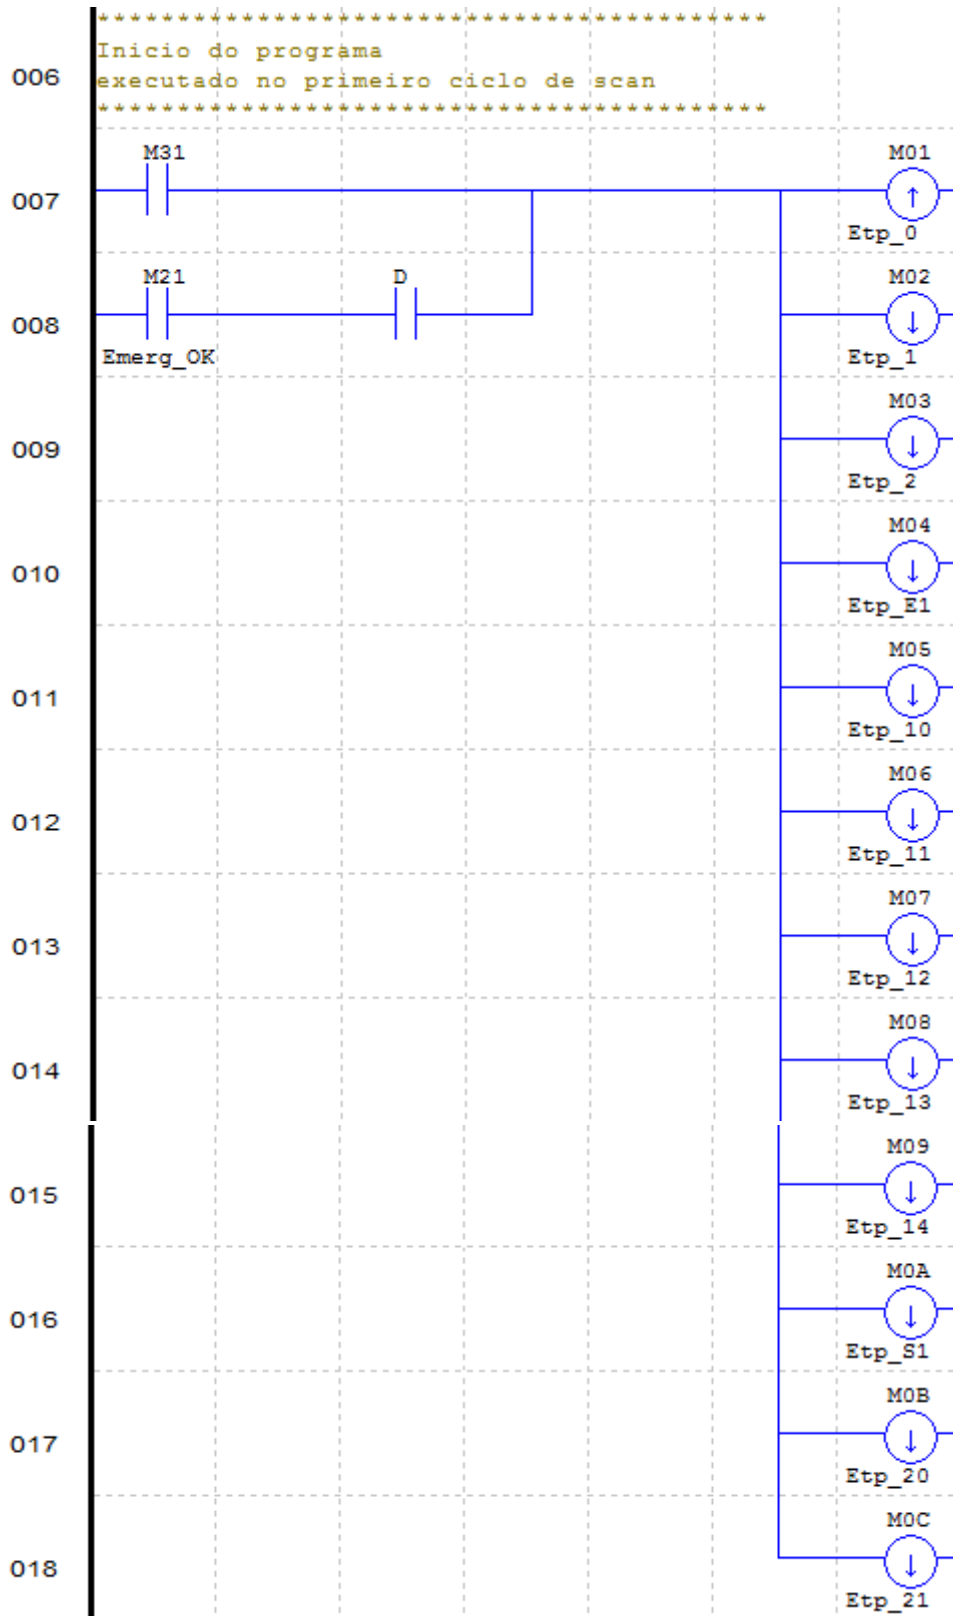 ******************************************
Inicio do programa
006
executado no primeiro ciclo de scan
******************************************
M31 M01
007
Etp_0
M21 D M02
008
Emerg_OK Etp_1
M03
009
Etp_2
M04
010
Etp_E1
M05
011
Etp_10
M06
012
Etp_11
M07
013
Etp_12
M08
014
Etp_13
M09
015
Etp_14
M0A
016
Etp_S1
M0B
017
Etp_20
M0C
018
Etp_21